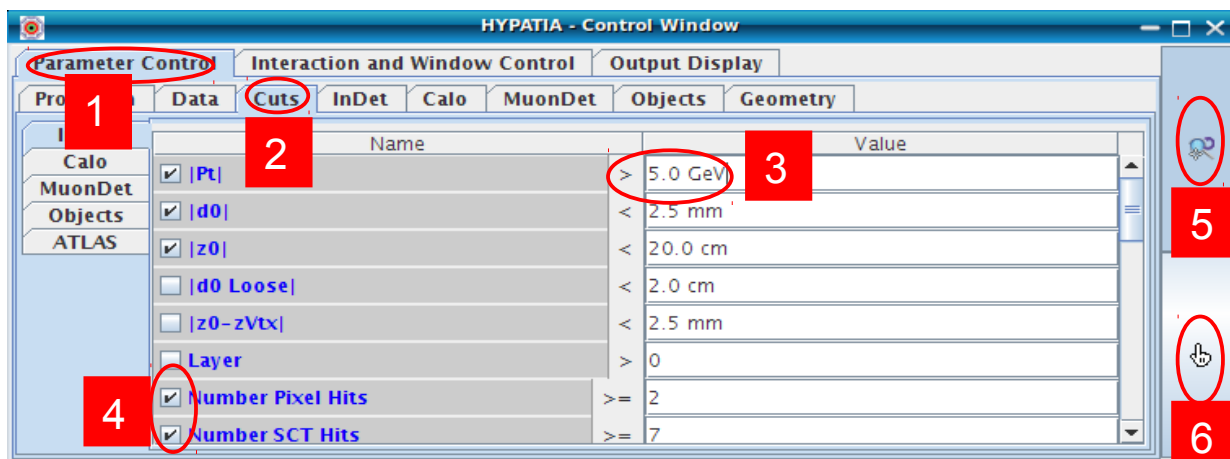 HYPATIA - Control Window
Parameter Control Interaction and Window Control Output Display
1
Data Cuts InDet Calo MuonDet Objects Geometry
2
Name Value
3
Calo
MuonDet
Objects
ATLAS
|Pt| > 5.0 GeV
|d0| < 2.5 mm
|z0| < 20.0 cm
|d0 Loose| < 2.0 cm
|z0-zVtx| < 2.5 mm
Layer > 0
Number Pixel Hits >= 2
Number SCT Hits >= 7
4
5
6